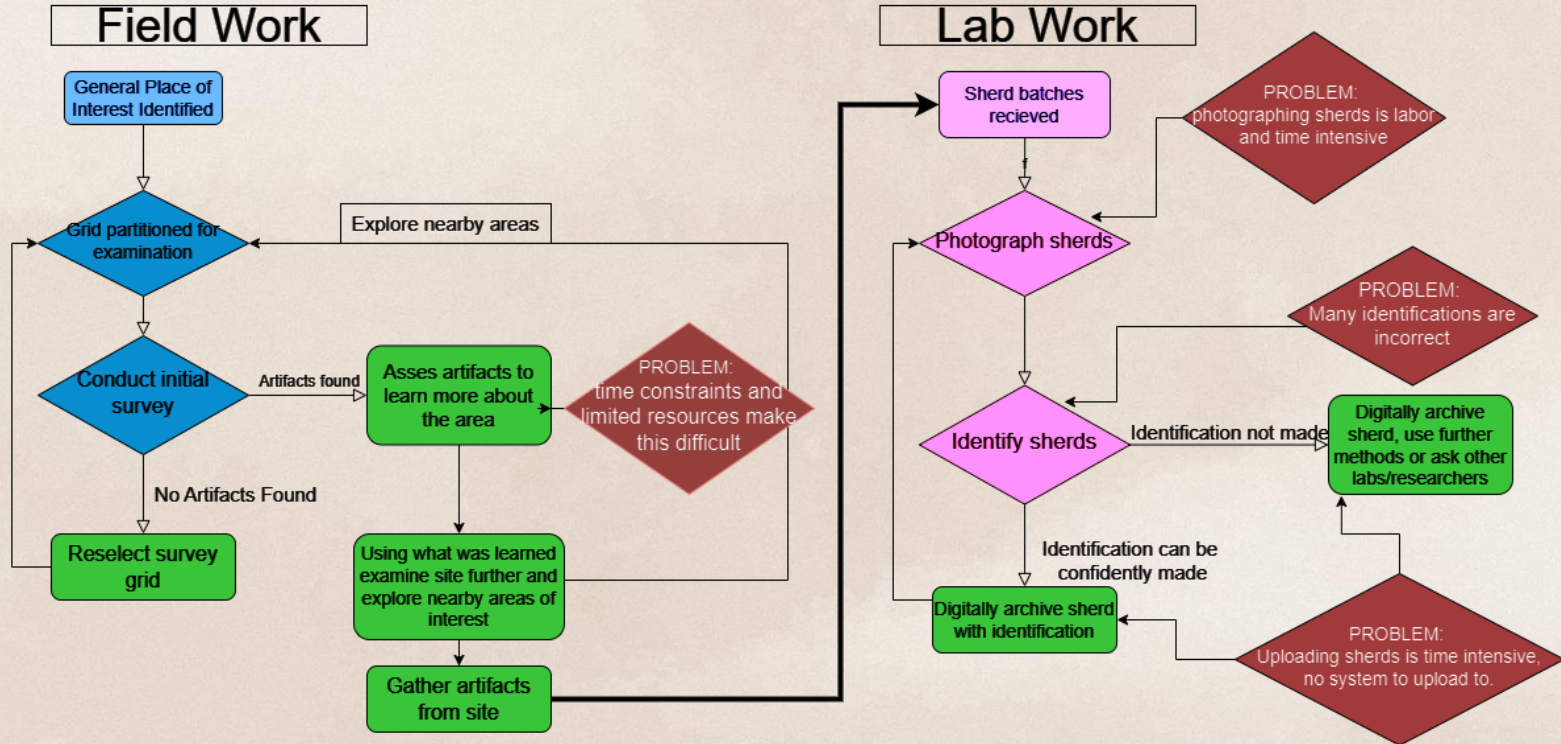 Field Work
General Place of
Interest Identified
Grid partitioned for
examination
Explore nearby areas
Conduct initial
survey
Artifacts found
Asses artifacts to
learn more about
the area
PROBLEM:
time constraints and
limited resources make
this difficult
No Artifacts Found
Reselect survey
grid
Using what was learned
examine site further and
explore nearby areas of
interest
Gather artifacts
from site
Lab Work
Sherd batches
recieved
f
PROBLEM:
photographing sherds is labor
and time intensive
Photograph sherds
PROBLEM:
Many identifications are
incorrect
Identify sherds
Identification not made
Digitally archive
sherd, use further
methods or ask other
labs/researchers
Identification can be
confidently made
Digitally archive sherd
with identification
PROBLEM:
Uploading sherds is time intensive,
no system to upload to.